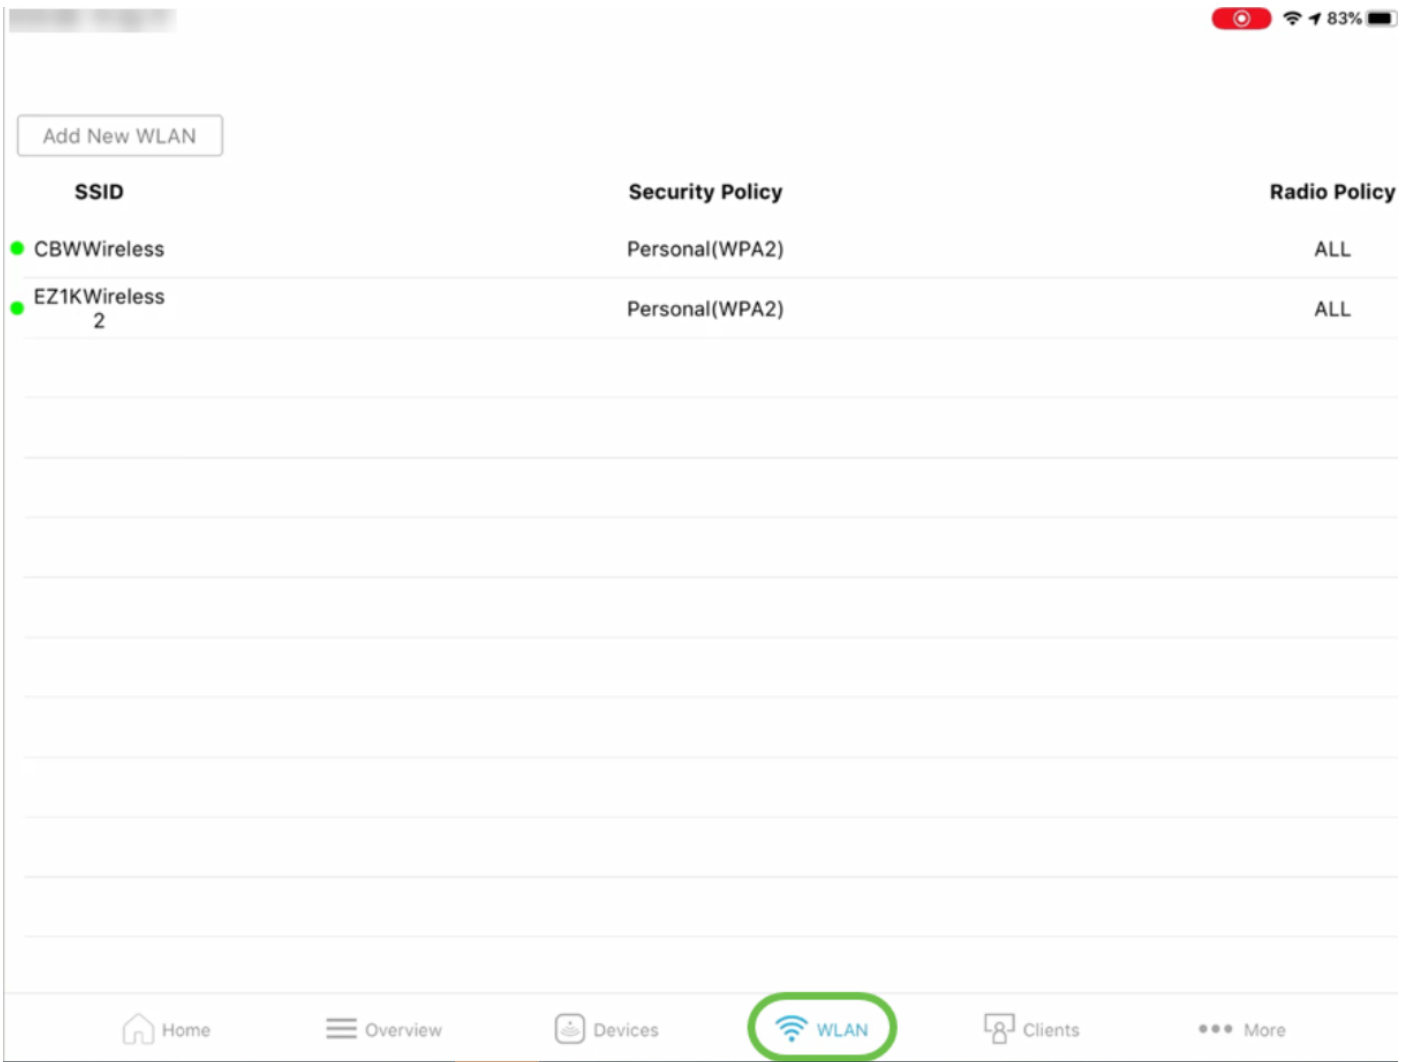 83%
Add New WLAN
SSID Security Policy Radio Policy
CBWWireless Personal(WPA2) ALL
EZ1KWireless
2 Personal(WPA2) ALL
Home Overview Devices WLAN Clients More